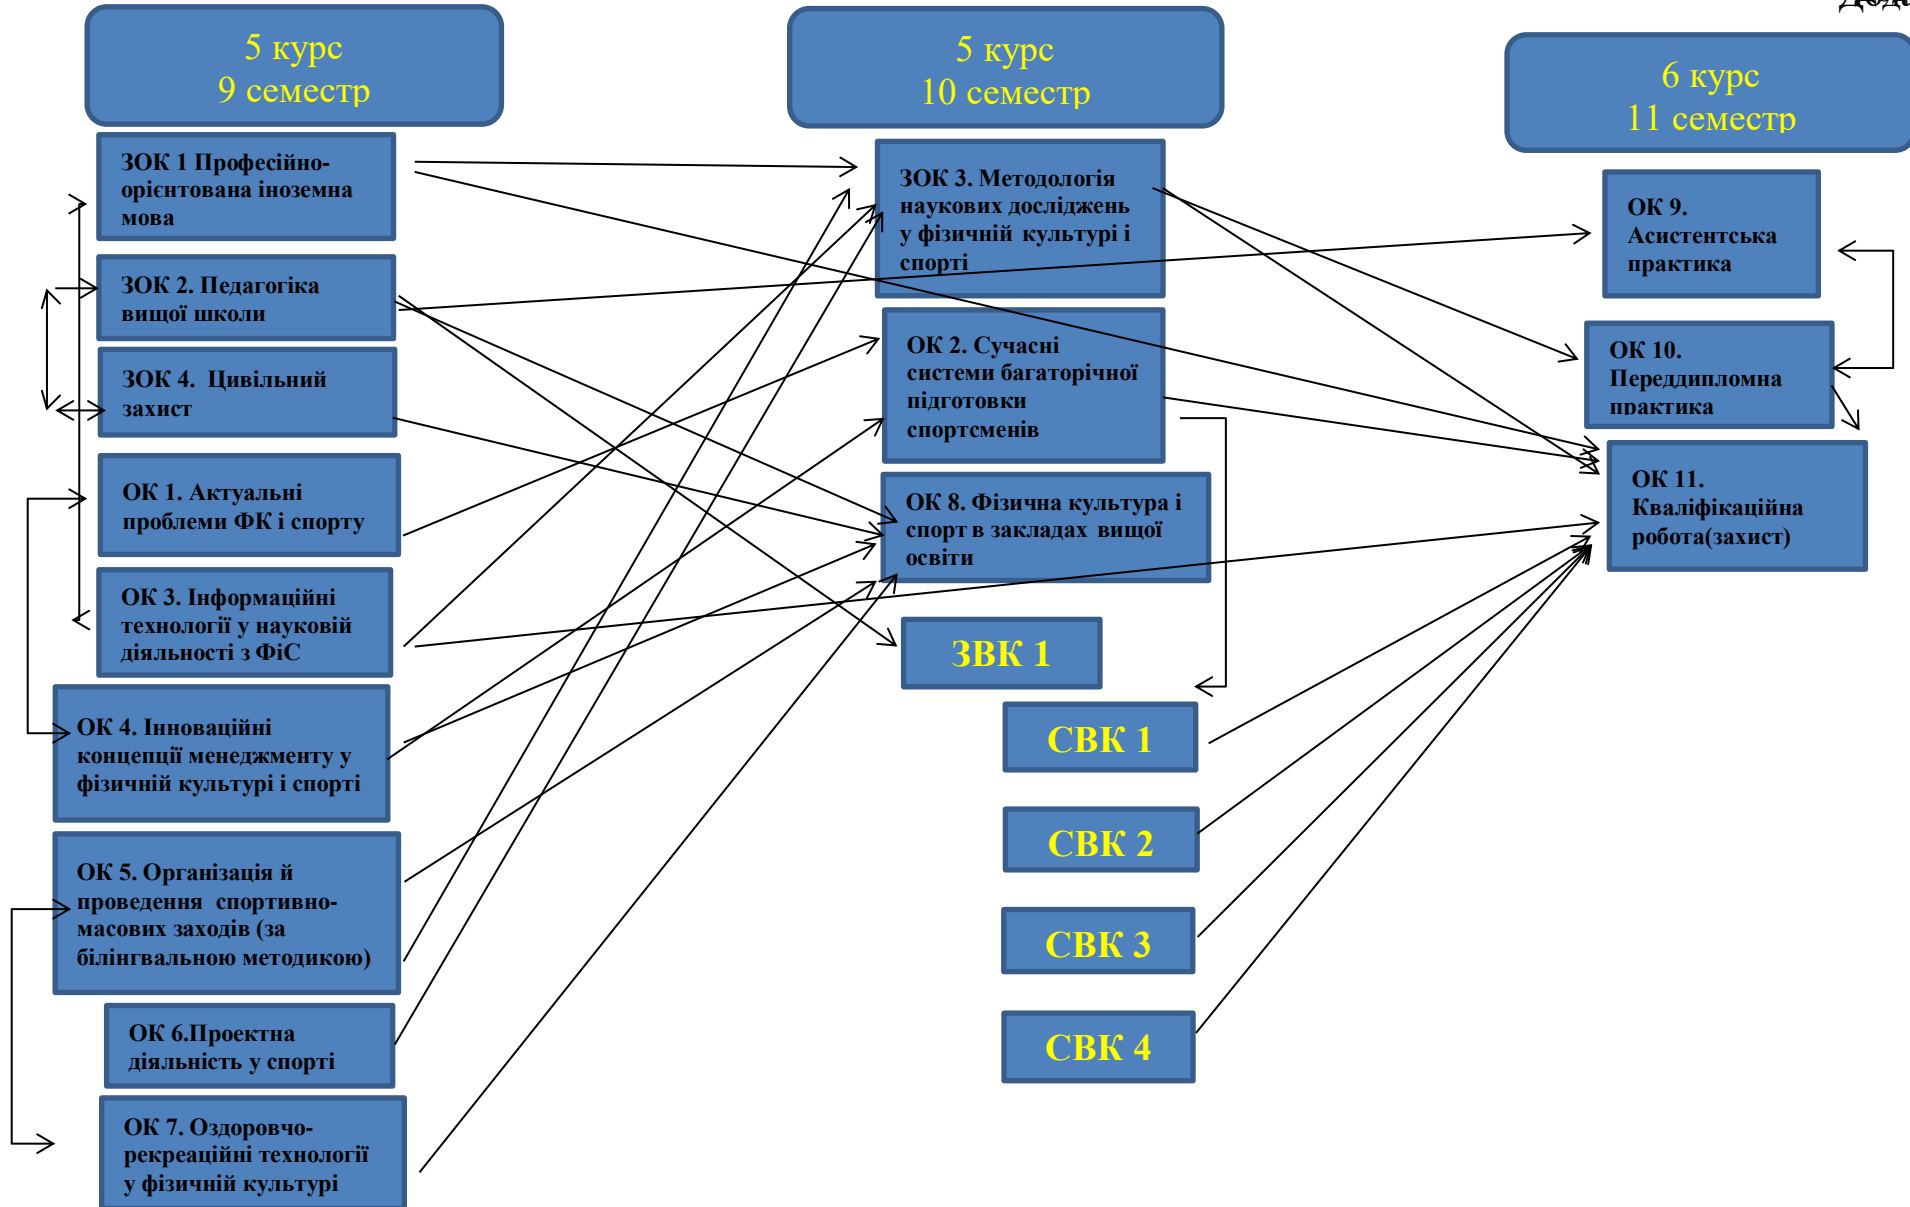 5 курс
9 семестр
ЗОК 1 Професійно-
орієнтована іноземна
мова
ЗОК 2. Педагогіка
вищої школи
ЗОК 4. Цивільний
захист
ОК 1. Актуальні
проблеми ФК і спорту
ОК 3. Інформаційні
технології у науковій
діяльності з ФіС
ОК 4. Інноваційні
концепції менеджменту у
фізичній культурі і спорті
ОК 5. Організація й
проведення спортивно-
масових заходів (за
білінгвальною методикою)
ОК 6.Проектна
діяльність у спорті
ОК 7. Оздоровчо-
рекреаційні технології
у фізичній культурі
5 курс
10 семестр
ЗОК 3. Методологія
наукових досліджень
у фізичній культурі і
спорті
ОК 2. Сучасні
системи багаторічної
підготовки
спортсменів
ОК 8. Фізична культура і
спорт в закладах вищої
освіти
ЗВК 1
СВК 1
СВК 2
СВК 3
СВК 4
6 курс
11 семестр
ОК 9.
Асистентська
практика
ОК 10.
Переддипломна
практика
ОК 11.
Кваліфікаційна
робота(захист)